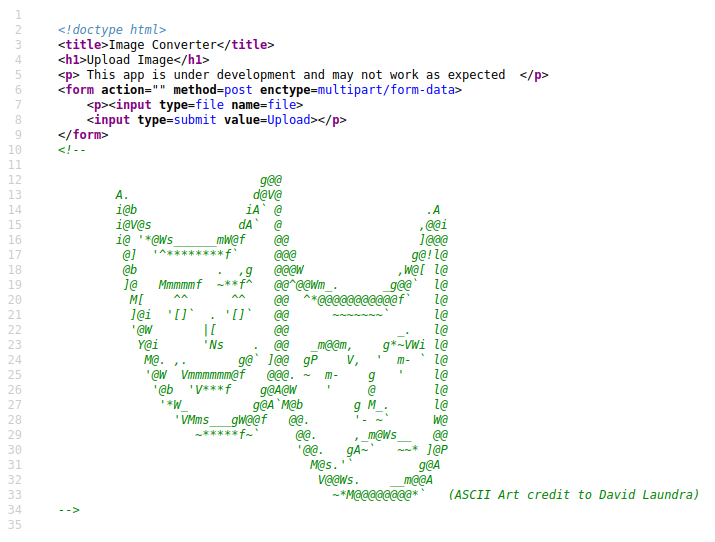 1
2 <!doctype html>
3 <title>Image Converter</title>
4 <h1>Upload Image</h1>
5 <p> This app is under development and may not work as expected  </p>
6 <form action="" method=post enctype=multipart/form-data>
7     <p><input type=file name=file>
8     <input type=submit value=Upload></p>
9 </form>
10 <!--
11
12                             g@@
13         A.                 d@V@
14         i@b               iA` @                    .A
15         i@V@s            dA`  @                   ,@@i
16         i@ '*@Ws______mW@f    @@                  ]@@@
17          @]  '^********f`     @@@                g@!l@
18          @b           .  ,g   @@@W             ,W@[ l@
19          ]@   Mmmmmf  ~**f^   @@^@@Wm_.      _g@@`  l@
20           M[    ^^      ^^    @@  ^*@@@@@@@@@@@f`   l@
21           ]@i  '[]`  . '[]`   @@      ~~~~~~~`      l@
22           '@W       |[        @@               _.   l@
23            Y@i      'Ns    .  @@   _m@@m,    g*~VWi l@
24             M@. ,.       g@` ]@@  gP    V,  '  m- ` l@
25             '@W  Vmmmmmm@f   @@@. ~  m-    g   '    l@
26              '@b  'V***f    g@A@W    '     @        l@
27               '*W_         g@A`M@b       g M_.      l@
28                 'VMms___gW@@f   @@.      '- ~`      W@
29                    ~*****f~`     @@.     ,_m@Ws__   @@
30                                  '@@.   gA~`   ~~* ]@P
31                                    M@s.'`         g@A
32                                     V@@Ws.    __m@@A
33                                       ~*M@@@@@@@@*`   (ASCII Art credit to David Laundra)
34 -->
35